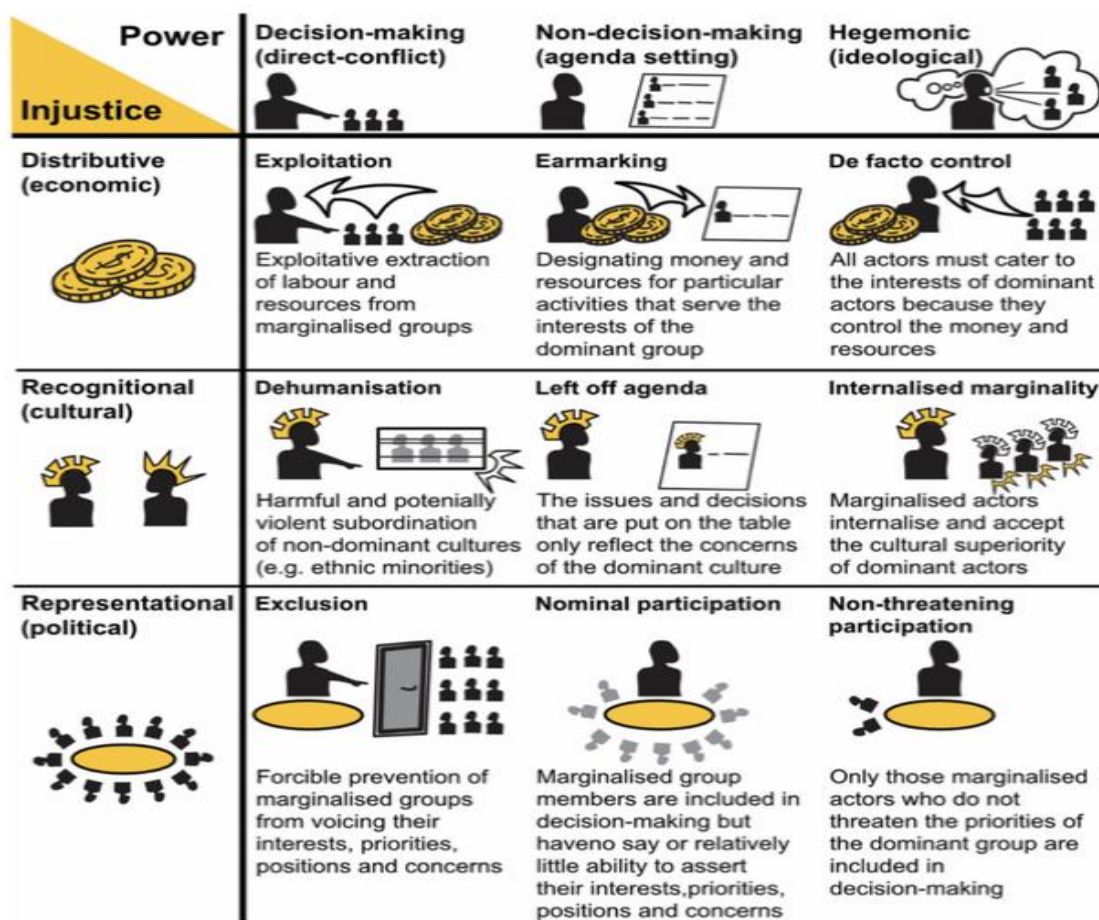 Power
Injustice
Decision-making
(direct-conflict)
Non-decision-making
(agenda setting)
Hegemonic
(ideological)
Distributive
(economic)
Exploitation
Exploitative extraction
of labour and
resources from
marginalised groups
Earmarking
Designating money and
resources for particular
activities that serve the
interests of the
dominant group
De facto control
All actors must cater to
the interests of dominant
actors because they
control the money and
resources
Recognitional
(cultural)
Dehumanisation
Harmful and potenially
violent subordination
of non-dominant cultures
(e.g. ethnic minorities)
Left off agenda
The issues and decisions
that are put on the table
only reflect the concerns
of the dominant culture
Internalised marginality
Marginalised actors
internalise and accept
the cultural superiority
of dominant actors
Representational
(political)
Exclusion
Forcible prevention of
marginalised groups
from voicing their
interests, priorities,
positions and concerns
Nominal participation
Marginalised group
members are included in
decision-making but
haveno say or relatively
little ability to assert
their interests,priorities,
positions and concerns
Non-threatening
participation
Only those marginalised
actors who do not
threaten the priorities of
the dominant group are
included in
decision-making